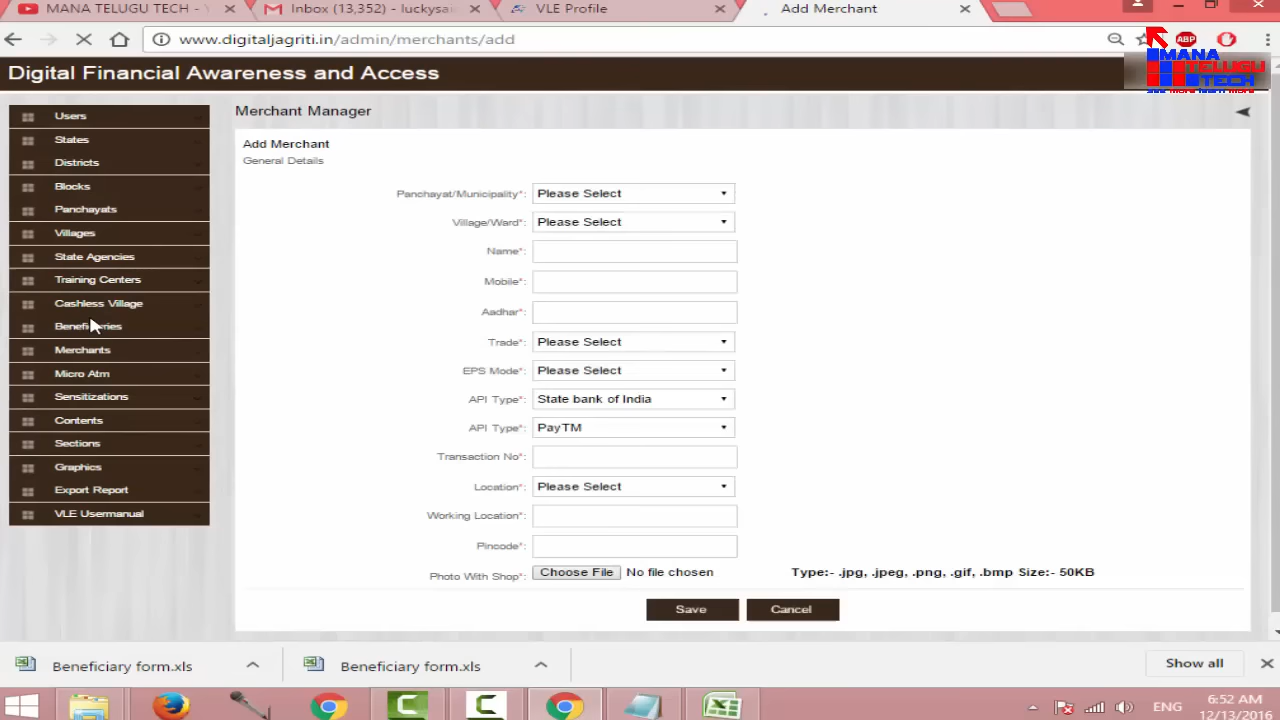 MANA TELUGU TECH - Y
Inbox (13,352) - luckysai
VLE Profile
Add Merchant
www.digitaljagriti.in/admin/merchants/add
ABP
MANA
TELUGU
TECH
Digital Financial Awareness and Access
Users
States
Districts
Blocks
Panchayats
Villages
State Agencies
Training Centers
Cashless Village
Beneficiaries
Merchants
Micro Atm
Sensitizations
Contents
Sections
Graphics
Export Report
VLE Usermanual
Merchant Manager
Add Merchant
General Details
Panchayat/Municipality*: Please Select
Village/Ward*: Please Select
Name*:
Mobile*:
Aadhar*:
Trade*: Please Select
EPS Mode*: Please Select
API Type*: State bank of India
API Type*: PayTM
Transaction No*:
Location*: Please Select
Working Location*:
Pincode*:
Photo With Shop*: Choose File No file chosen Type:- .jpg, .jpeg, .png, .gif, .bmp Size:- 50KB
Save Cancel
Beneficiary form.xls
Beneficiary form.xls
Show all
ENG
6:52 AM
12/13/2016